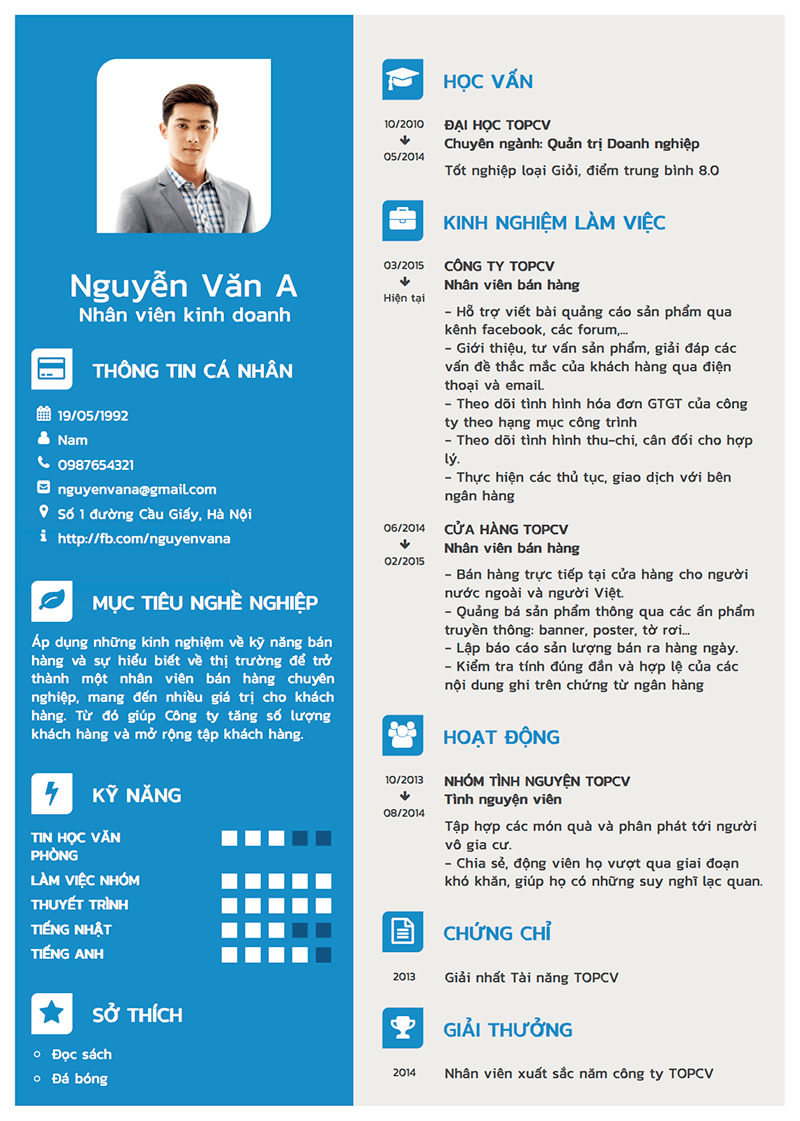 Nguyễn Văn A
Nhân viên kinh doanh
THÔNG TIN CÁ NHÂN
19/05/1992
Nam
0987654321
nguyenvana@gmail.com
Số 1 đường Cầu Giấy, Hà Nội
http://fb.com/nguyenvana
MỤC TIÊU NGHỀ NGHIỆP
Áp dụng những kinh nghiệm về kỹ năng bán
hàng và sự hiểu biết về thị trường để trở
thành một nhân viên bán hàng chuyên
nghiệp, mang đến nhiều giá trị cho khách
hàng. Từ đó giúp Công ty tăng số lượng
khách hàng và mở rộng tập khách hàng.
KỸ NĂNG
TIN HỌC VĂN
PHÒNG
LÀM VIỆC NHÓM
THUYẾT TRÌNH
TIẾNG NHẬT
TIẾNG ANH
SỞ THÍCH
Đọc sách
Đá bóng
HỌC VẤN
10/2010
05/2014
ĐẠI HỌC TOPCV
Chuyên ngành: Quản trị Doanh nghiệp
Tốt nghiệp loại Giỏi, điểm trung bình 8.0
KINH NGHIỆM LÀM VIỆC
03/2015
Hiện tại
CÔNG TY TOPCV
Nhân viên bán hàng
- Hỗ trợ viết bài quảng cáo sản phẩm qua
kênh facebook, các forum,...
- Giới thiệu, tư vấn sản phẩm, giải đáp các
vấn đề thắc mắc của khách hàng qua điện
thoại và email.
- Theo dõi tình hình hóa đơn GTGT của công
ty theo hạng mục công trình
- Theo dõi tình hình thu-chi, cân đối cho hợp
lý.
- Thực hiện các thủ tục, giao dịch với bên
ngân hàng
06/2014
02/2015
CỬA HÀNG TOPCV
Nhân viên bán hàng
- Bán hàng trực tiếp tại cửa hàng cho người
nước ngoài và người Việt.
- Quảng bá sản phẩm thông qua các ấn phẩm
truyền thông: banner, poster, tờ rơi...
- Lập báo cáo sản lượng bán ra hàng ngày.
- Kiểm tra tính đúng đắn và hợp lệ của các
nội dung ghi trên chứng từ ngân hàng
HOẠT ĐỘNG
10/2013
08/2014
NHÓM TÌNH NGUYỆN TOPCV
Tình nguyện viên
Tập hợp các món quà và phân phát tới người
vô gia cư.
- Chia sẻ, động viên họ vượt qua giai đoạn
khó khăn, giúp họ có những suy nghĩ lạc quan.
CHỨNG CHỈ
2013
Giải nhất Tài năng TOPCV
GIẢI THƯỞNG
2014
Nhân viên xuất sắc năm công ty TOPCV